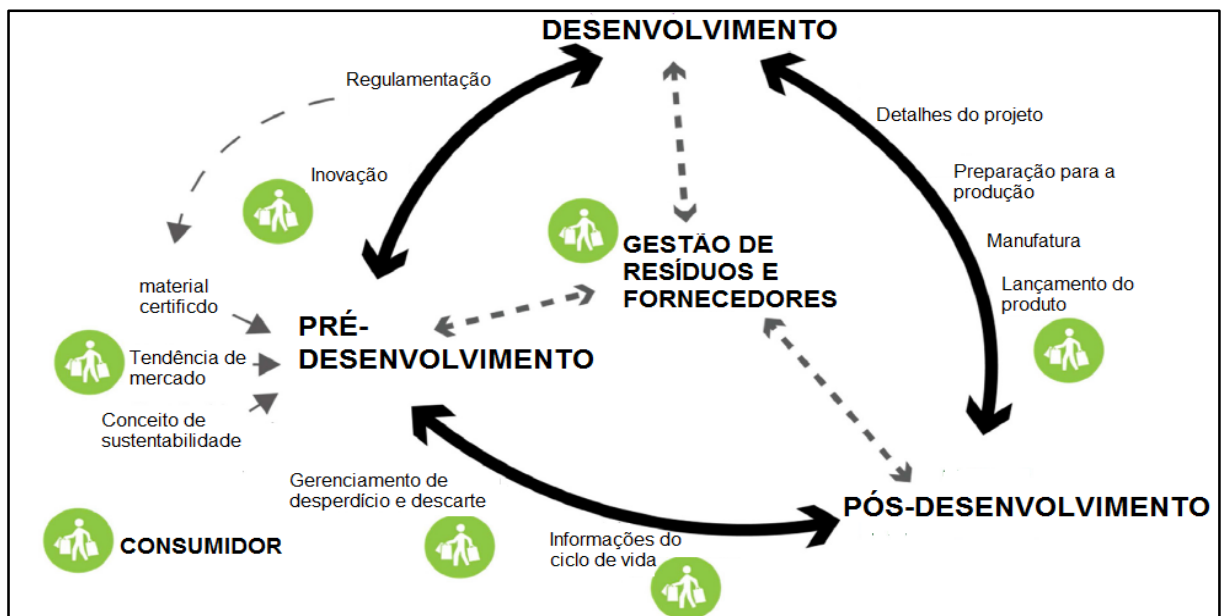 DESENVOLVIMENTO
Regulamentação
Detalhes do projeto
Inovação
Preparação para a
produção
GESTÃO DE
RESÍDUOS E
FORNECEDORES
Manufatura
Lançamento do
produto
material
certificdo
PRÉ-
DESENVOLVIMENTO
Tendência de
mercado
Conceito de
sustentabilidade
Gerenciamento de
desperdício e descarte
PÓS-DESENVOLVIMENTO
Informações do
ciclo de vida
CONSUMIDOR